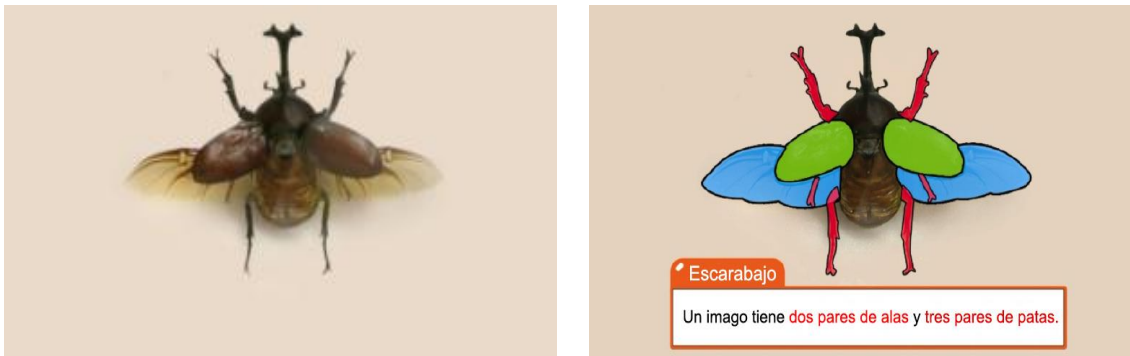 Escarabajo
Un imago tiene dos pares de alas y tres pares de patas.